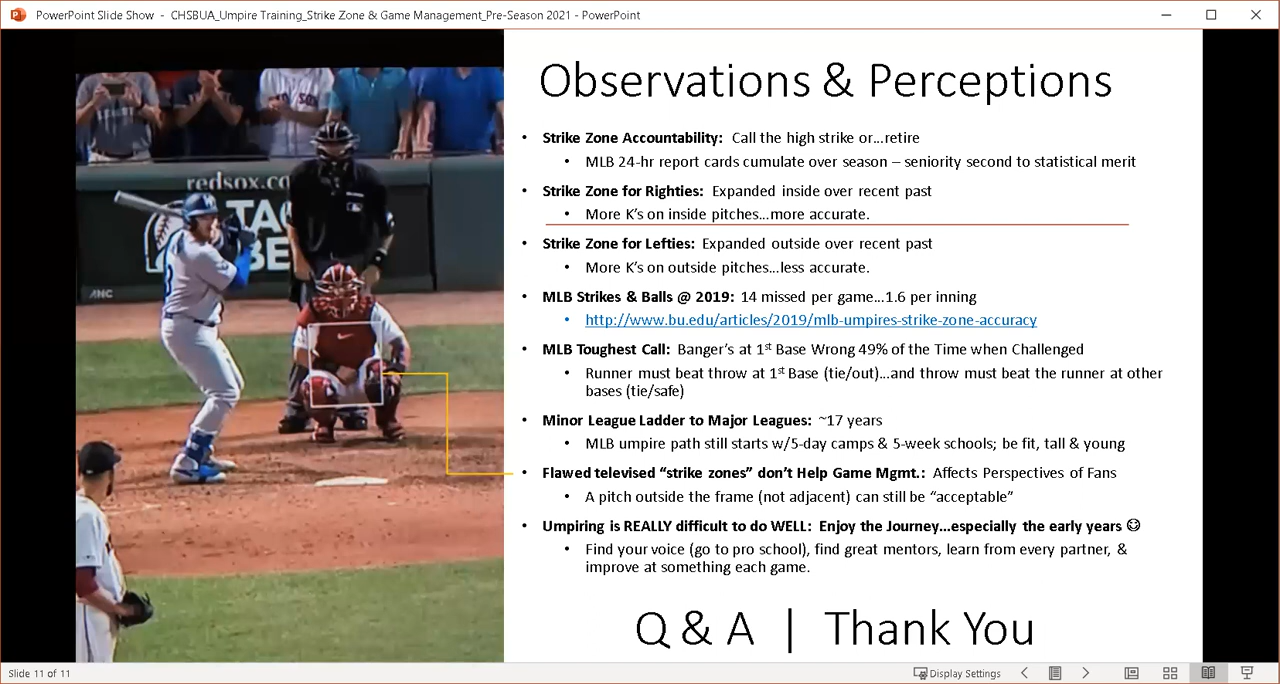 PowerPoint Slide Show - CHSBUA_Umpire Training_Strike Zone & Game Management_Pre-Season 2021 - PowerPoint
Observations & Perceptions
• Strike Zone Accountability: Call the high strike or...retire
• MLB 24-hr report cards cumulate over season – seniority second to statistical merit
• Strike Zone for Righties: Expanded inside over recent past
• More K's on inside pitches...more accurate.
• Strike Zone for Lefties: Expanded outside over recent past
• More K's on outside pitches...less accurate.
• MLB Strikes & Balls @ 2019: 14 missed per game...1.6 per inning
• http://www.bu.edu/articles/2019/mlb-umpires-strike-zone-accuracy
• MLB Toughest Call: Banger's at 1st Base Wrong 49% of the Time when Challenged
• Runner must beat throw at 1st Base (tie/out)...and throw must beat the runner at other
bases (tie/safe)
• Minor League Ladder to Major Leagues: ~17 years
• MLB umpire path still starts w/5-day camps & 5-week schools; be fit, tall & young
• Flawed televised “strike zones” don't Help Game Mgmt.: Affects Perspectives of Fans
• A pitch outside the frame (not adjacent) can still be “acceptable”
• Umpiring is REALLY difficult to do WELL: Enjoy the Journey...especially the early years ☺
• Find your voice (go to pro school), find great mentors, learn from every partner, &
improve at something each game.
Q & A | Thank You
redsox.co
TAC
BE
ANC
Slide 11 of 11
Display Settings